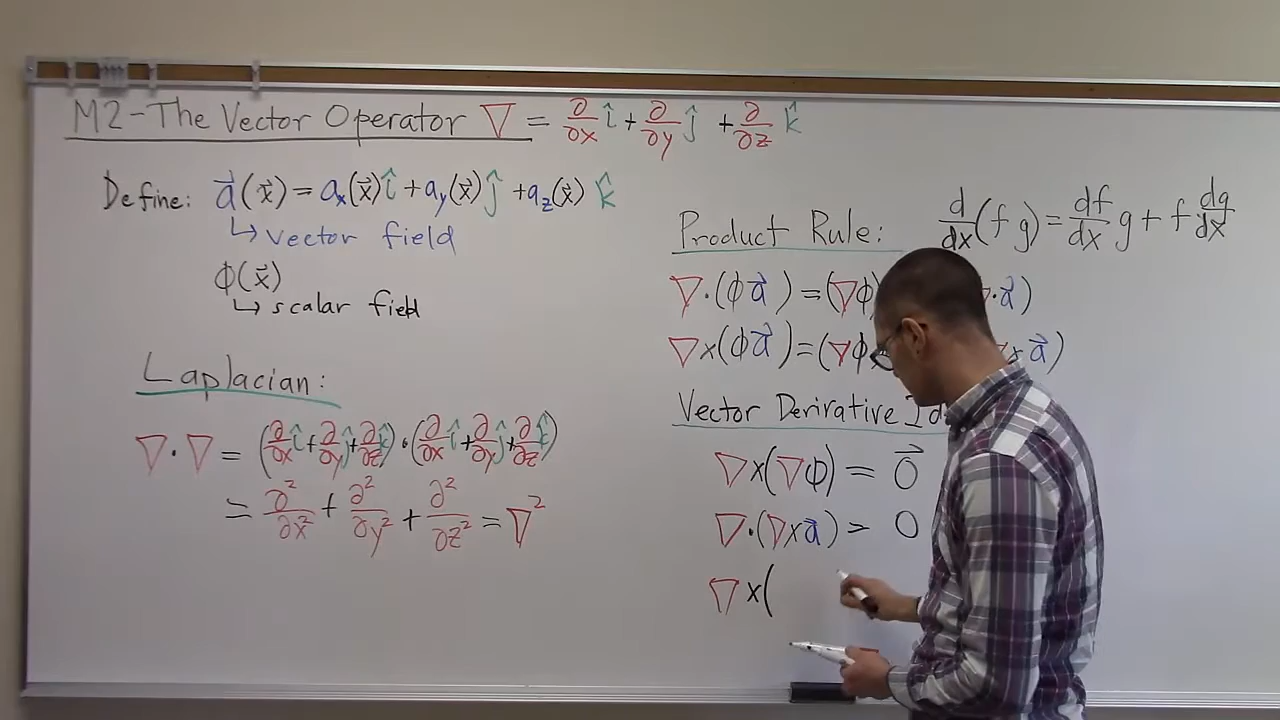 M2-The Vector Operator ∇ = ∂/∂x î + ∂/∂y ĵ + ∂/∂z k̂
Define: a⃗(x⃗) = aₓ(x⃗)î + a_y(x⃗)ĵ + a_z(x⃗) k̂
↳ vector field
ϕ(x⃗)
↳ scalar field
Laplacian:
∇·∇ = (∂/∂x î + ∂/∂y ĵ + ∂/∂z k̂)·(∂/∂x î + ∂/∂y ĵ + ∂/∂z k̂)
= ∂²/∂x² + ∂²/∂y² + ∂²/∂z² = ∇²
Product Rule: d/dx(f g) = df/dx g + f dg/dx
∇·(ϕa⃗) = (∇ϕ) ·a⃗)
∇×(ϕa⃗) = (∇ϕ ×a⃗)
Vector Derivative
∇×(∇ϕ) = 0⃗
∇·(∇×a⃗) = 0
∇×(